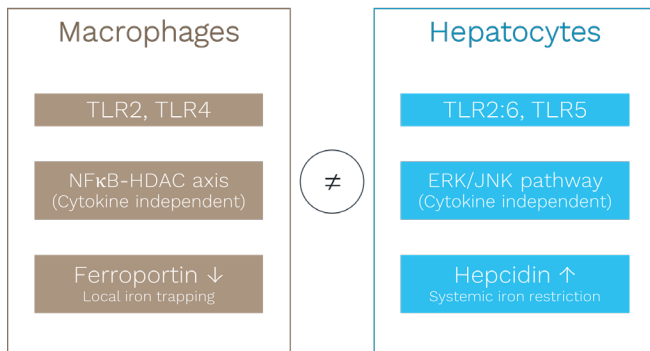 Macrophages
TLR2, TLR4
NFκB-HDAC axis
(Cytokine independent)
Ferroportin ↓
Local iron trapping
≠
Hepatocytes
TLR2:6, TLR5
ERK/JNK pathway
(Cytokine independent)
Hepcidin ↑
Systemic iron restriction